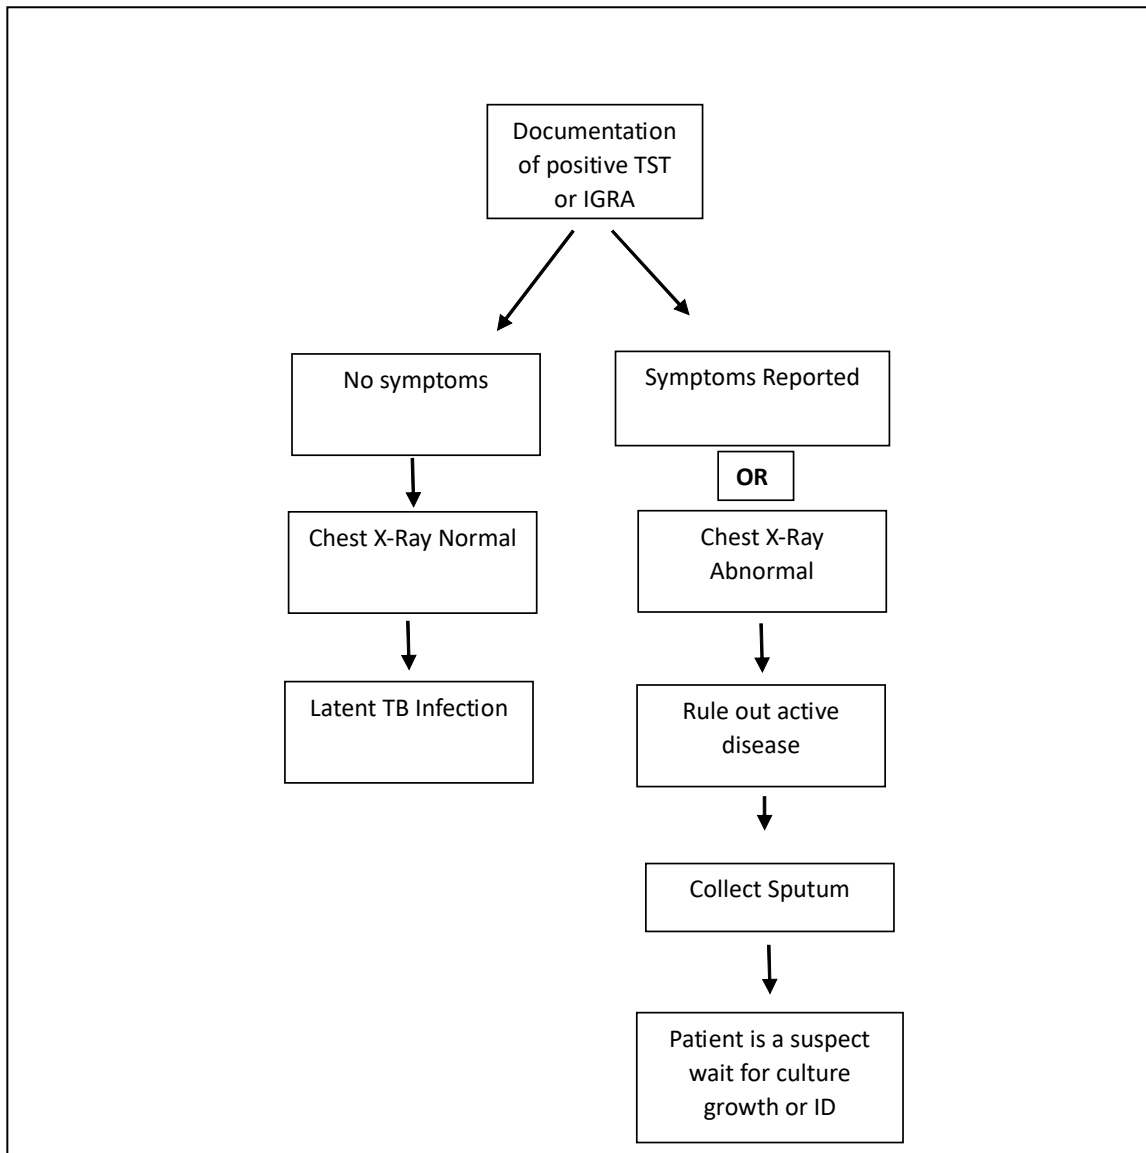 Documentation
of positive TST
or IGRA
No symptoms
Chest X-Ray Normal
Latent TB Infection
Symptoms Reported
OR
Chest X-Ray
Abnormal
Rule out active
disease
Collect Sputum
Patient is a suspect
wait for culture
growth or ID